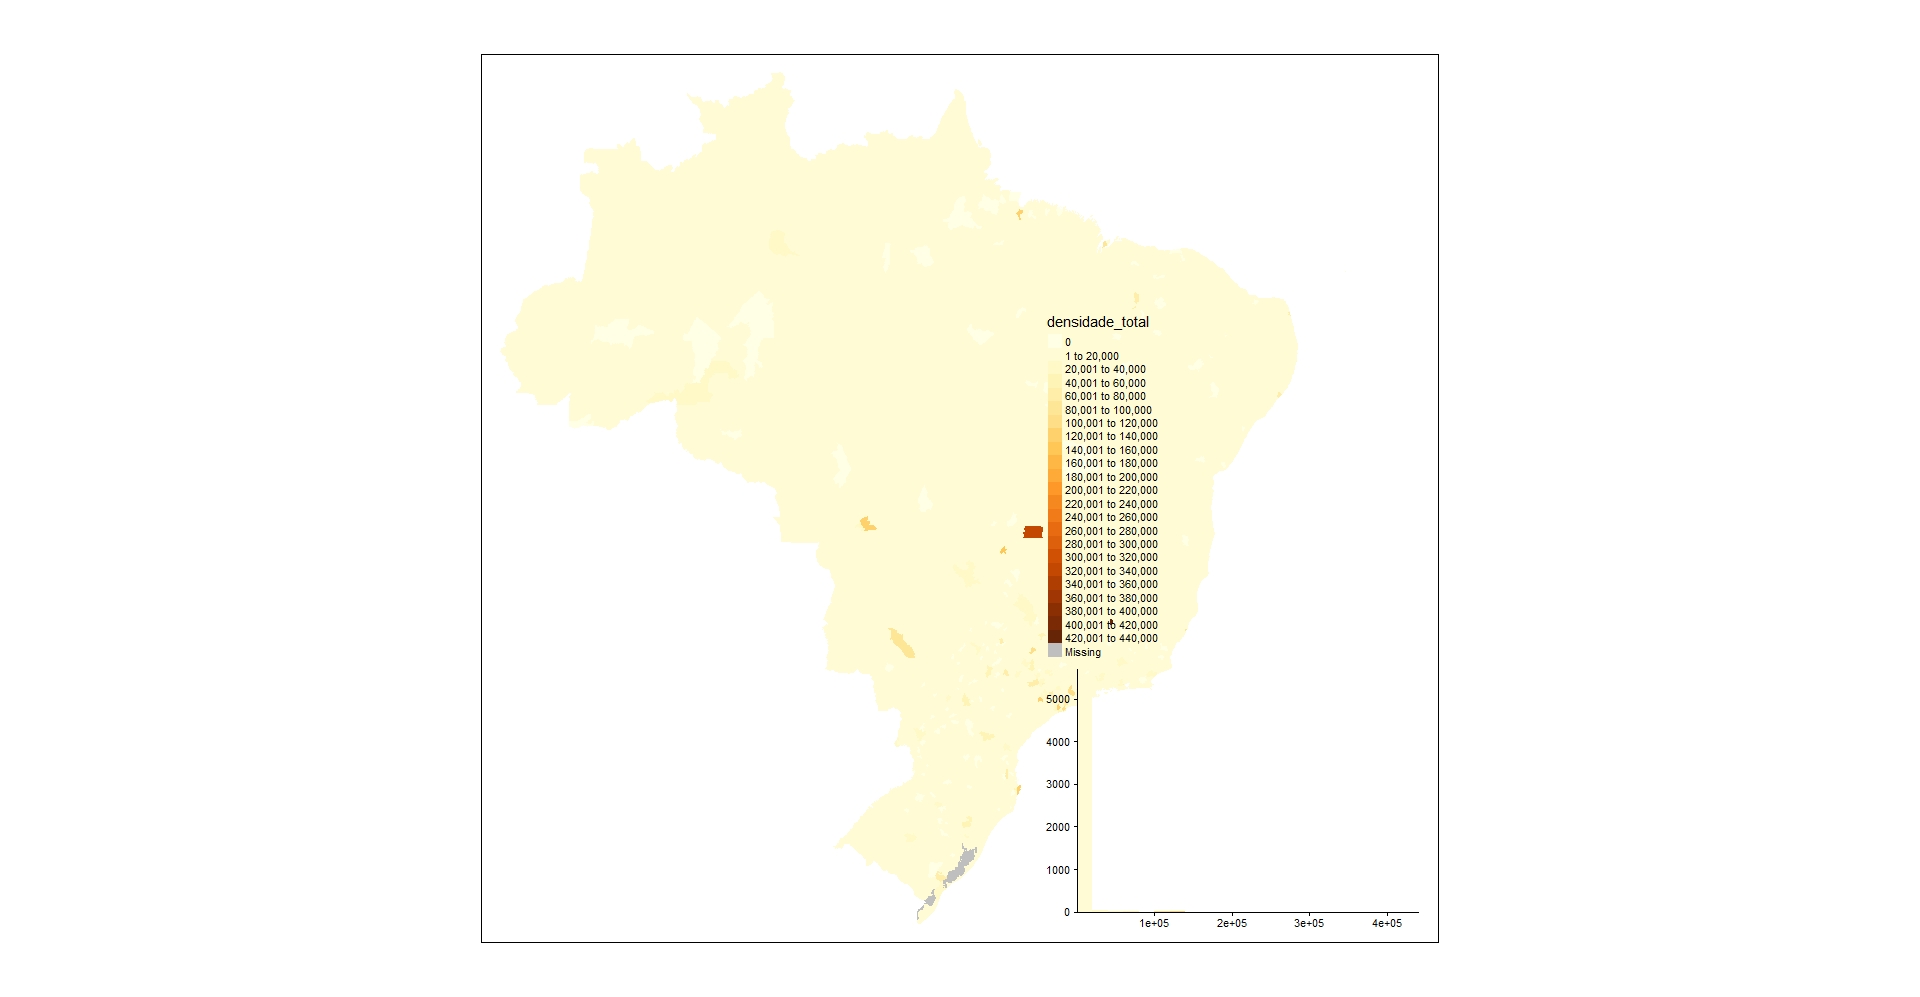 densidade_total
0
1 to 20,000
20,001 to 40,000
40,001 to 60,000
60,001 to 80,000
80,001 to 100,000
100,001 to 120,000
120,001 to 140,000
140,001 to 160,000
160,001 to 180,000
180,001 to 200,000
200,001 to 220,000
220,001 to 240,000
240,001 to 260,000
260,001 to 280,000
280,001 to 300,000
300,001 to 320,000
320,001 to 340,000
340,001 to 360,000
360,001 to 380,000
380,001 to 400,000
400,001 to 420,000
420,001 to 440,000
Missing
5000
4000
3000
2000
1000
0
1e+05 2e+05 3e+05 4e+05